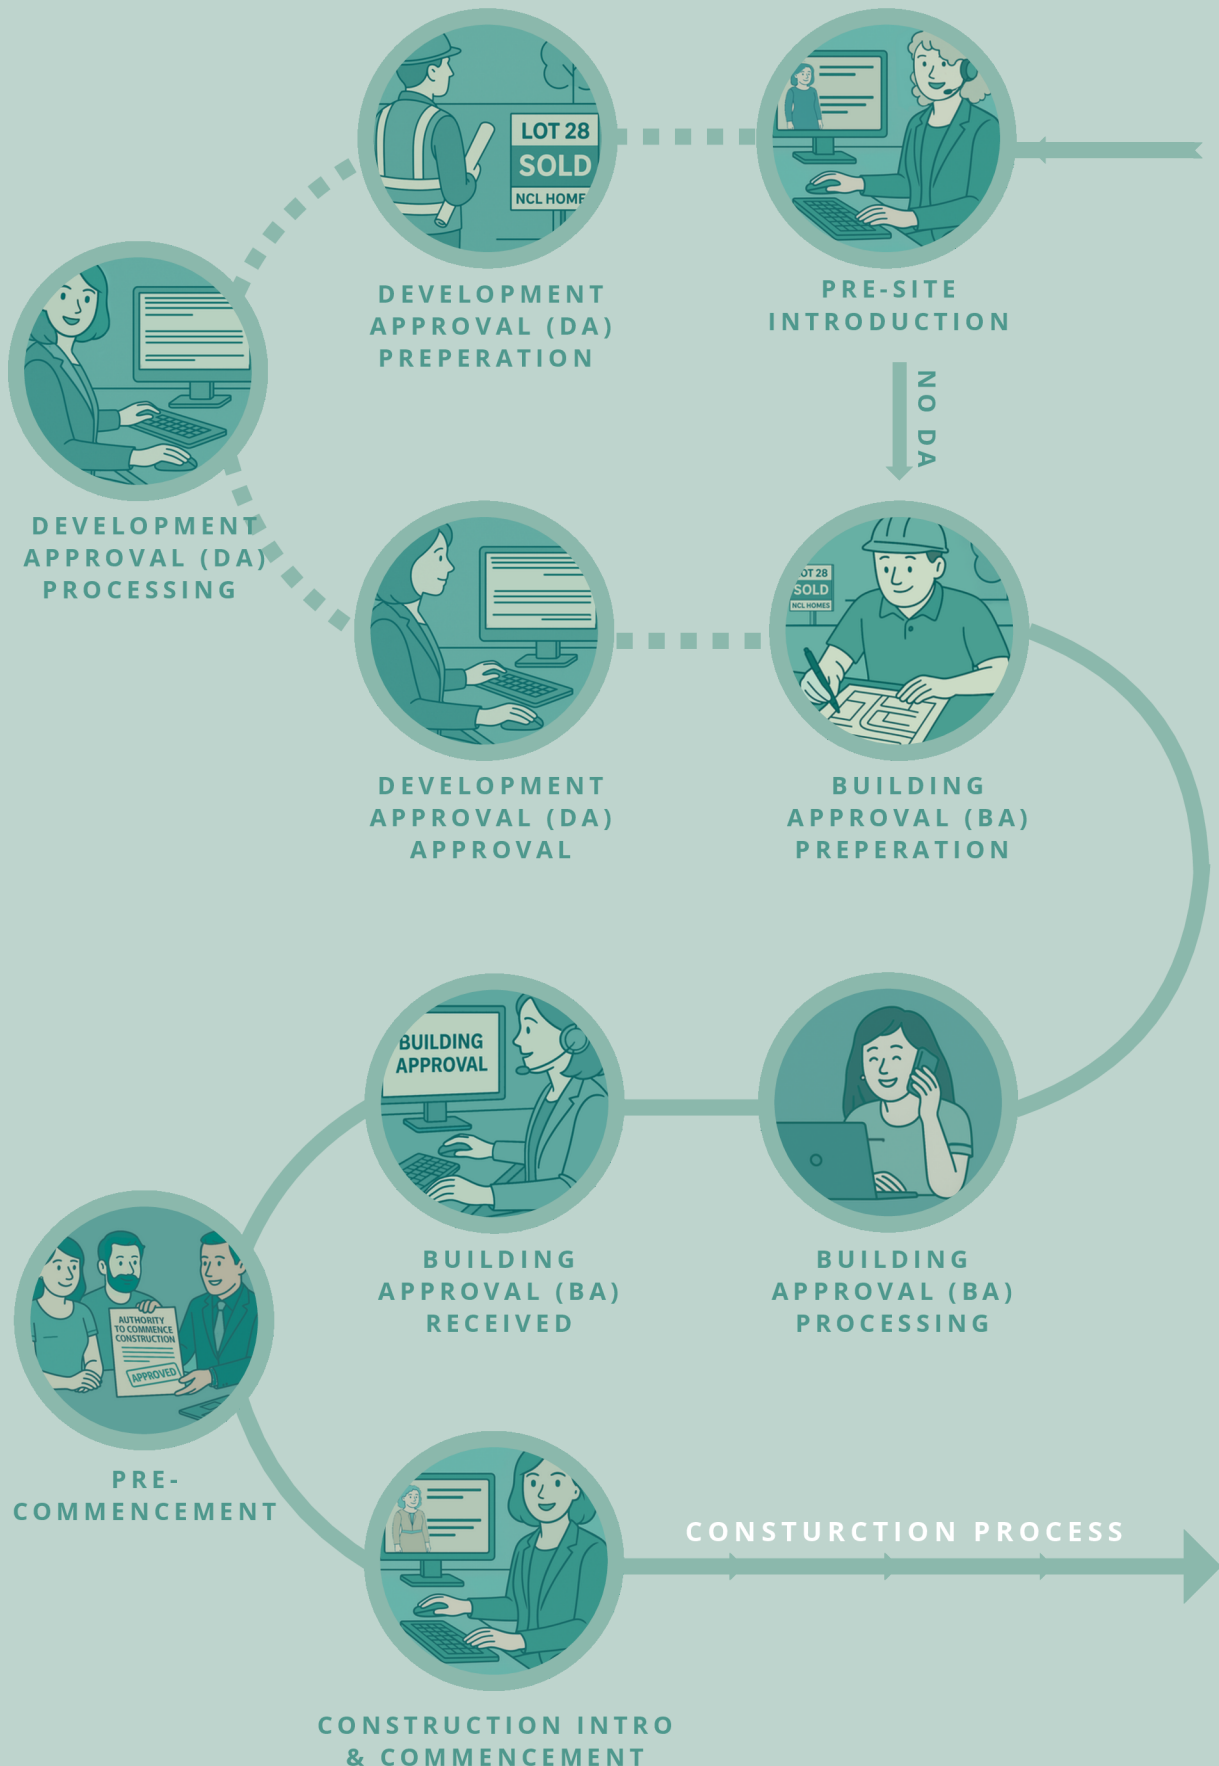 LOT 28
SOLD
NCL HOME
DEVELOPMENT
APPROVAL (DA)
PREPERATION
PRE-SITE
INTRODUCTION
NO DA
DEVELOPMENT
APPROVAL (DA)
PROCESSING
LOT 28
SOLD
NCL HOMES
DEVELOPMENT
APPROVAL (DA)
APPROVAL
BUILDING
APPROVAL (BA)
PREPERATION
BUILDING
APPROVAL
BUILDING
APPROVAL (BA)
RECEIVED
BUILDING
APPROVAL (BA)
PROCESSING
AUTHORITY
TO COMMENCE
CONSTRUCTION
APPROVED
PRE-
COMMENCEMENT
CONSTURCTION PROCESS
CONSTRUCTION INTRO
& COMMENCEMENT